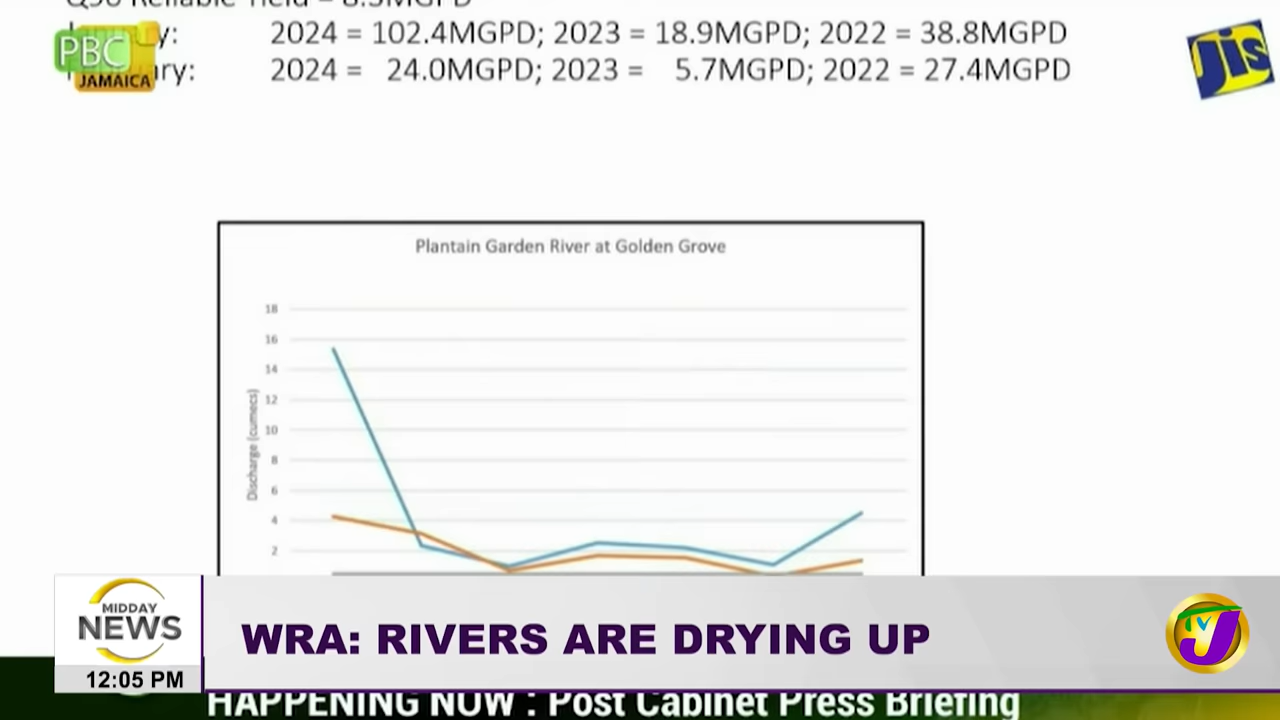 2024 = 102.4MGPD; 2023 = 18.9MGPD; 2022 = 38.8MGPD
2024 = 24.0MGPD; 2023 = 5.7MGPD; 2022 = 27.4MGPD
PBC
JAMAICA
Jis
Plantain Garden River at Golden Grove
18
16
14
12
10
8
6
4
2
Discharge (cumecs)
MIDDAY
NEWS
12:05 PM
WRA: RIVERS ARE DRYING UP
TVJ
HAPPENING NOW : Post Cabinet Press Briefing